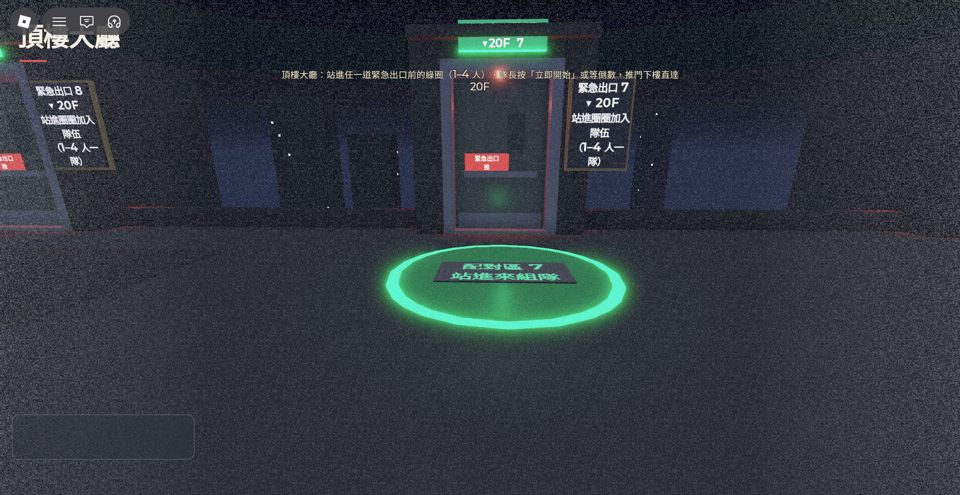 頂樓大廳
▼20F 7
頂樓大廳：站進任一道緊急出口前的綠圈（1–4 人），隊長按「立即開始」或等倒數，推門下樓直達
20F
緊急出口 8
▼ 20F
站進圈圈加入
隊伍
（1–4 人一
隊）
緊急出口 7
▼ 20F
站進圈圈加入
隊伍
（1–4 人一
隊）
緊急出口
推
配對區 7
站進來組隊